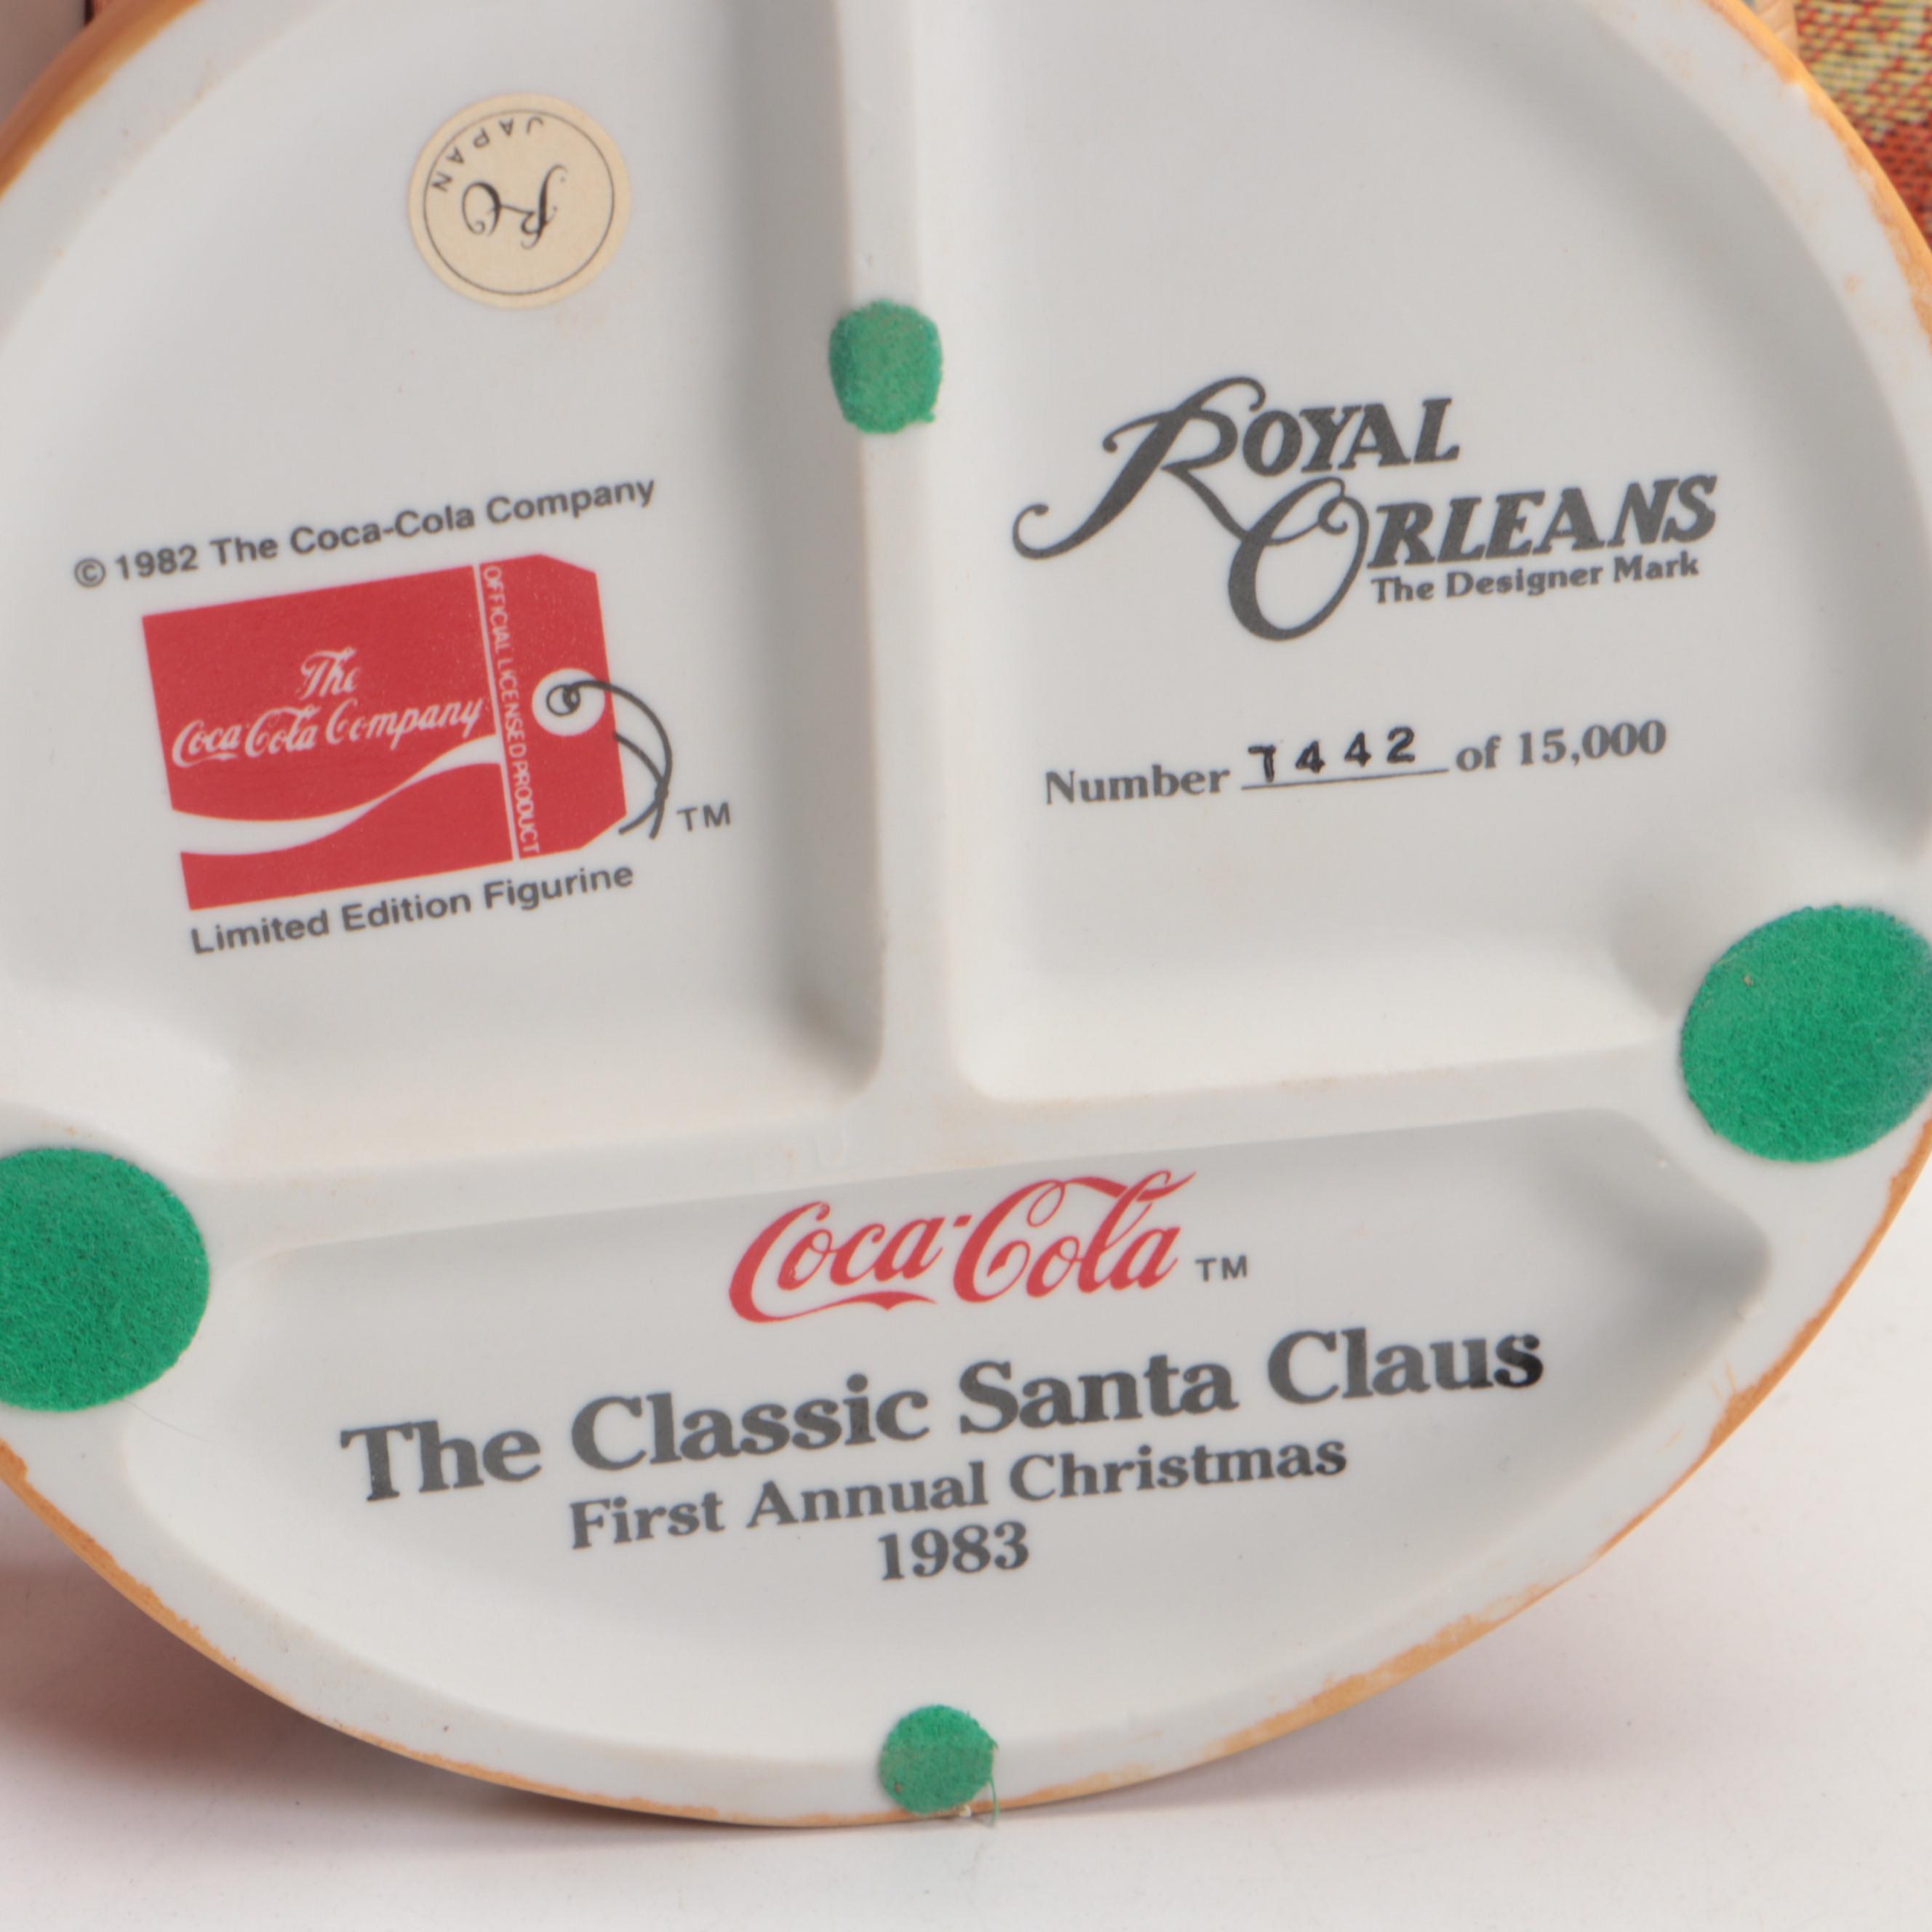 JAPAN
RO
© 1982 The Coca-Cola Company
The
Coca-Cola Company
OFFICIAL LICENSED PRODUCT
TM
Limited Edition Figurine
ROYAL
ORLEANS
The Designer Mark
Number 7442 of 15,000
Coca-Cola TM
The Classic Santa Claus
First Annual Christmas
1983